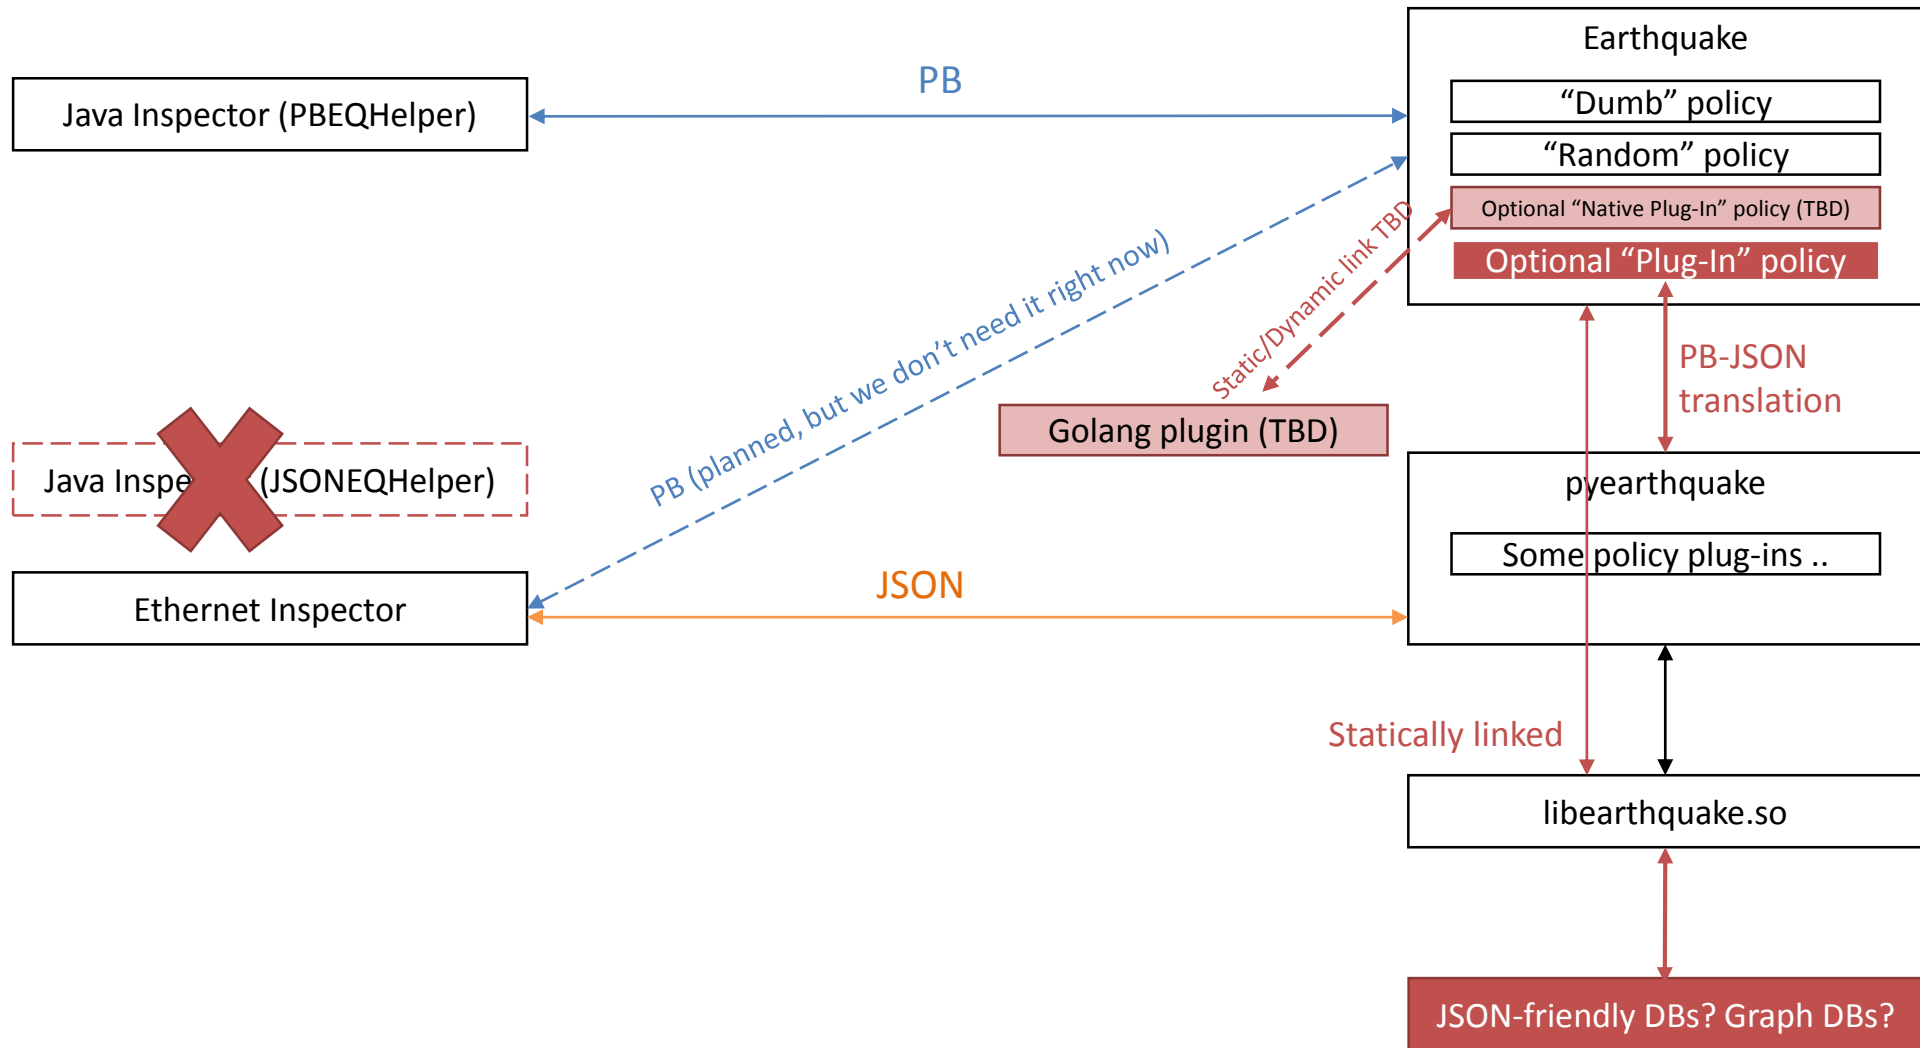 Earthquake
PB
Java Inspector (PBEQHelper)
“Dumb” policy
“Random” policy
Optional “Native Plug-In” policy (TBD)
Optional “Plug-In” policy
Static/Dynamic link TBD
PB (planned, but we don’t need it right now)
PB-JSON
translation
Golang plugin (TBD)
Java Inspe (JSONEQHelper)
pyearthquake
Some policy plug-ins ..
JSON
Ethernet Inspector
Statically linked
libearthquake.so
JSON-friendly DBs? Graph DBs?